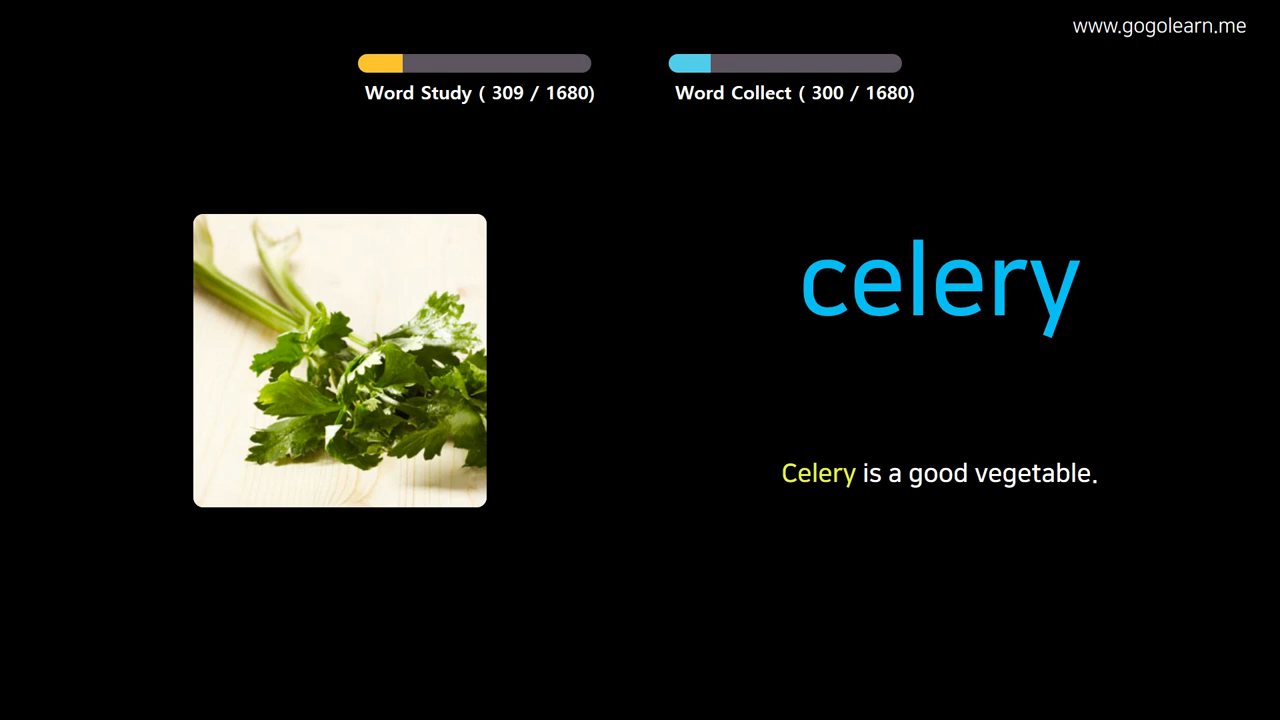 www.gogolearn.me
Word Study ( 309 / 1680)
Word Collect ( 300 / 1680)
celery
Celery is a good vegetable.